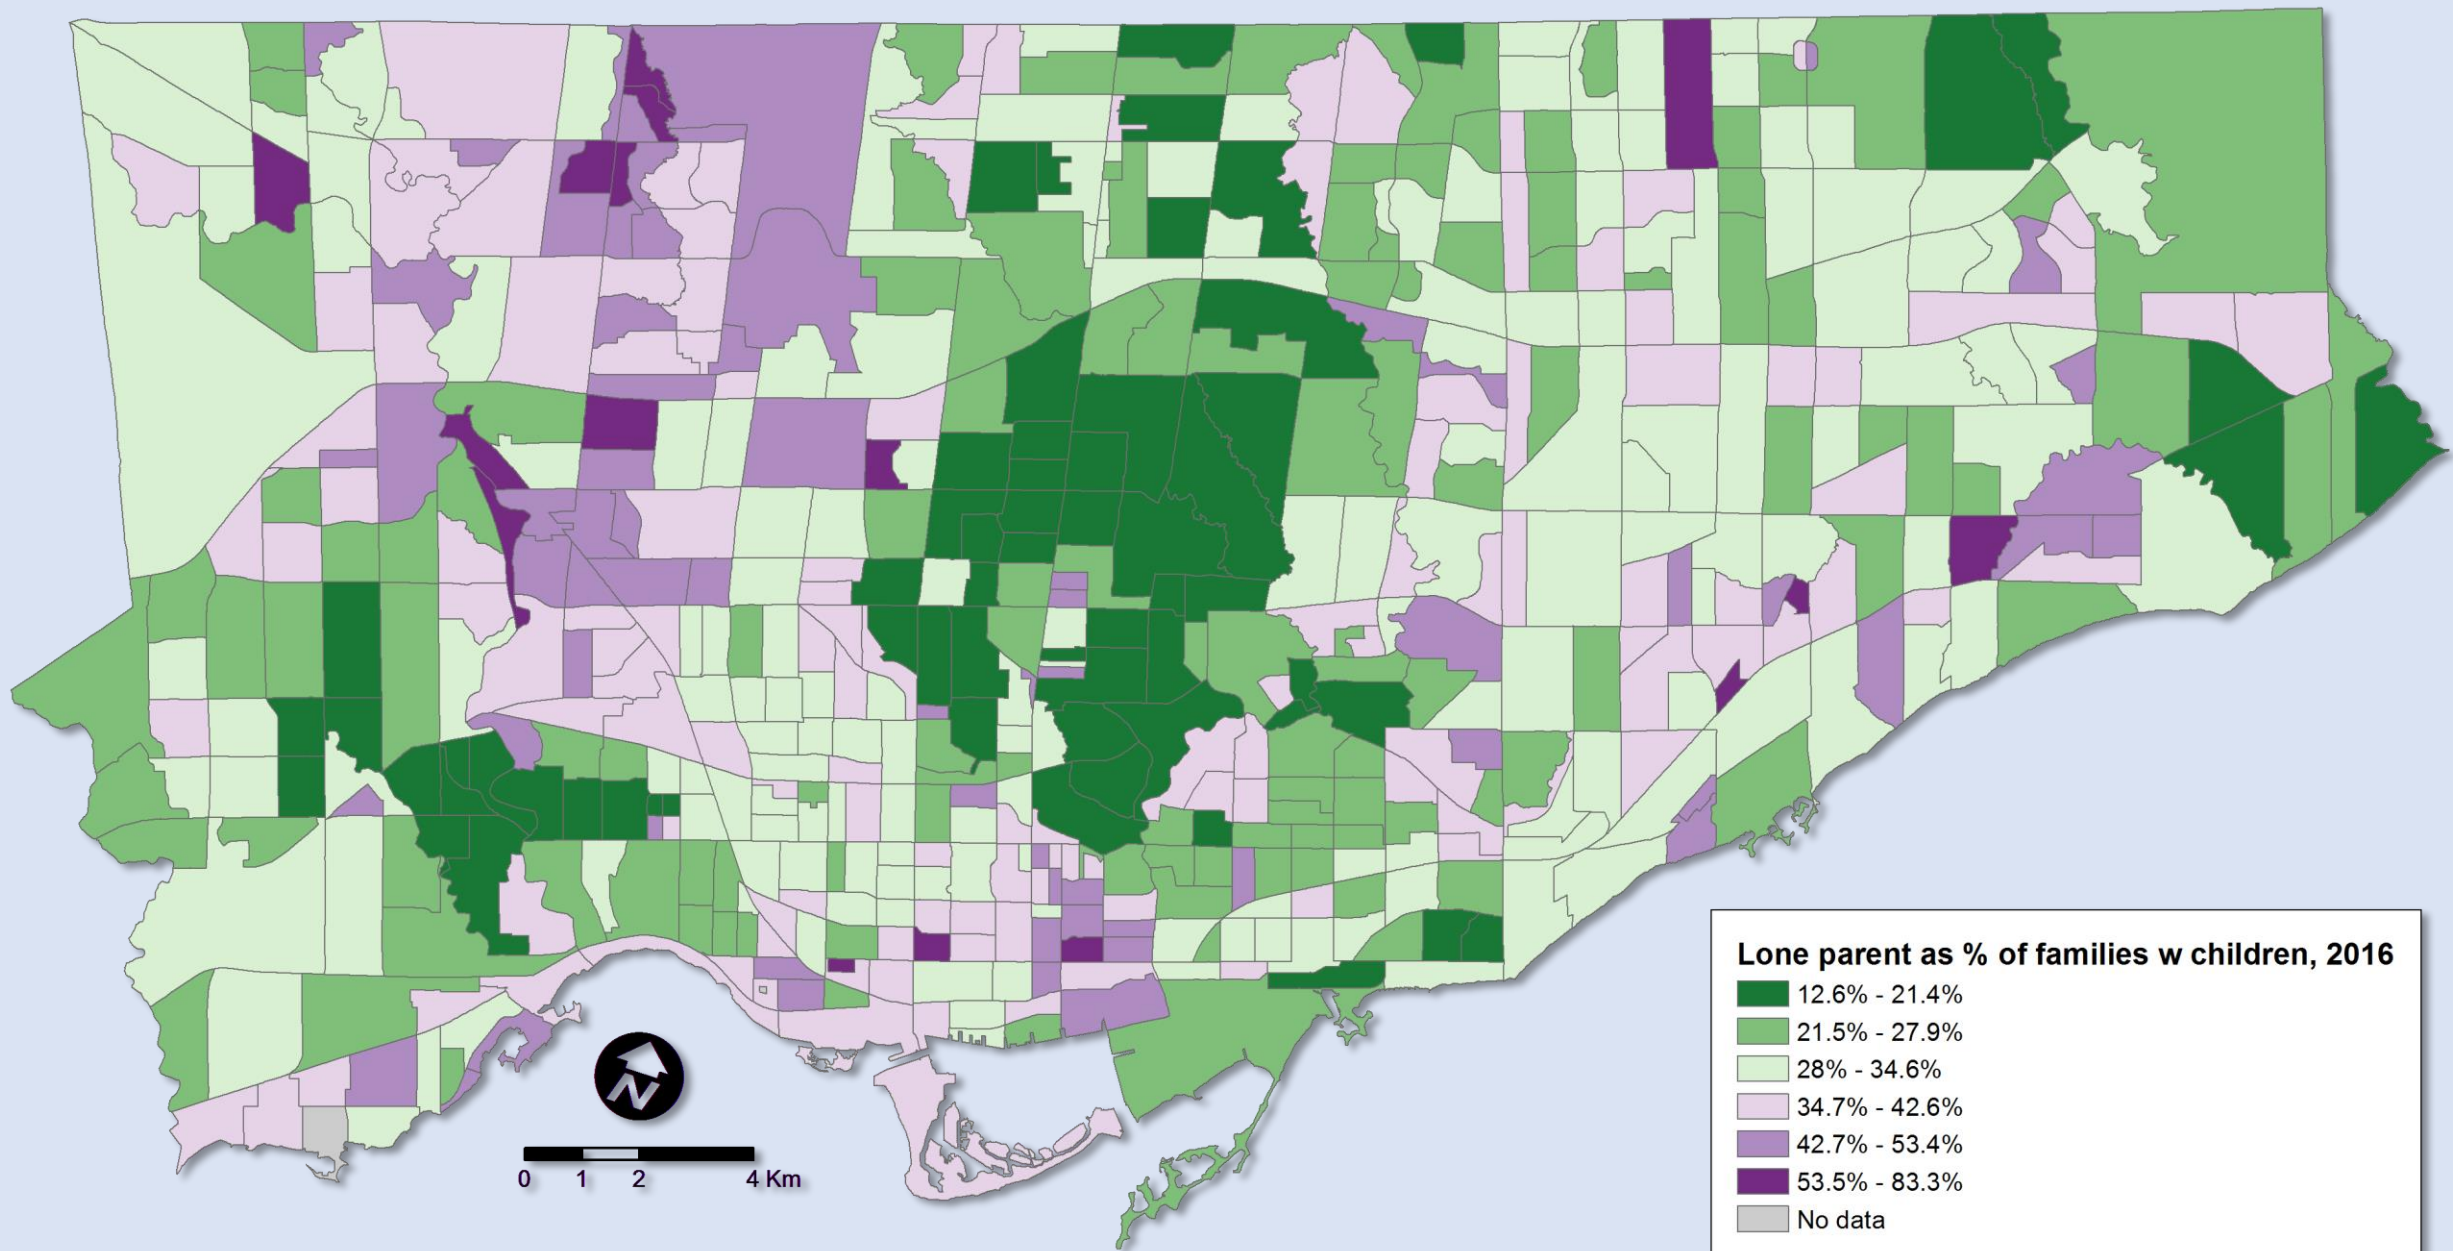 Lone parent as % of families w children, 2016
12.6% - 21.4%
21.5% - 27.9%
28% - 34.6%
34.7% - 42.6%
42.7% - 53.4%
53.5% - 83.3%
No data
N
0 1 2 4 Km